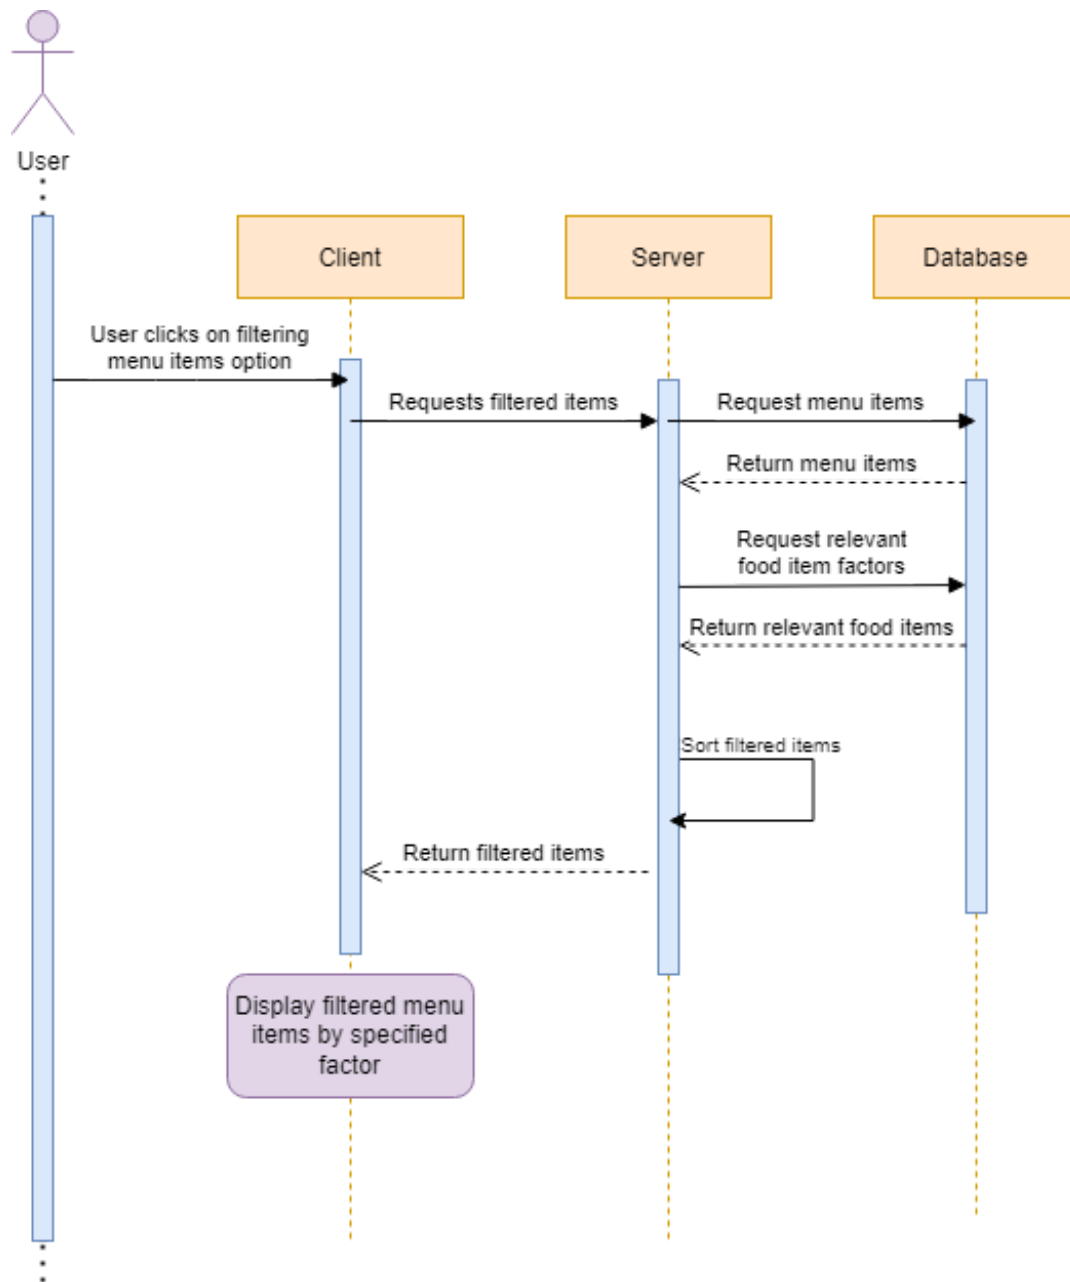 User
Client
Server
Database
User clicks on filtering
menu items option
Requests filtered items
Request menu items
Return menu items
Request relevant
food item factors
Return relevant food items
Sort filtered items
Return filtered items
Display filtered menu
items by specified
factor